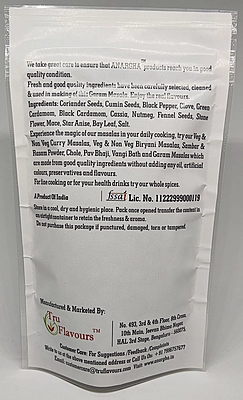 We take great care to ensure that ANARGHA™ products reach you in good
quality condition.
Fresh and good quality ingredients have been carefully selected, cleaned
& used in making of this Garam Masala. Enjoy the real flavours.
Ingredients: Coriander Seeds, Cumin Seeds, Black Pepper, Clove, Green
Cardamom, Black Cardamom, Cassia, Nutmeg, Fennel Seeds, Stone
Flower, Mace, Star Anise, Bay Leaf, Salt.
Experience the magic of our masalas in your daily cooking, try our Veg &
Non Veg Curry Masalas, Veg & Non Veg Biryani Masalas, Sambar &
Rasam Powder, Chole, Pav Bhaji, Vangi Bath and Garam Masala which
are made from good quality ingredients without adding any oil, artificial
colours, preservatives and flavours.
For Ice cooking or for your health drinks try our whole spices.
A Product Of India
fssai Lic. No. 11222999000119
Store in a cool, dry and hygienic place. Pack once opened transfer the content in
an airtight container to retain the freshness & aroma.
Do not purchase this package if punctured, damaged, torn or tampered.
Manufactured & Marketed By:
Tru
Flavours™
No. 493, 3rd & 4th Floor, 8th Cross,
10th Main, Jeevan Bhima Nagar,
HAL 3rd Stage, Bengaluru - 560075.
Customer Care: For Suggestions /Feedback/Complaints
Write to us at the above mentioned address or Call Us On:
Email: customercare@truflavours.com Visit: www.anargha.in